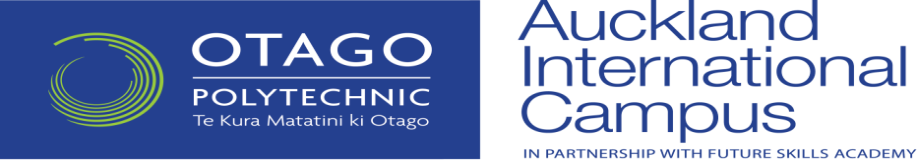 OTAGO
POLYTECHNIC
Te Kura Matatini ki Otago
Auckland
International
Campus
IN PARTNERSHIP WITH FUTURE SKILLS ACADEMY